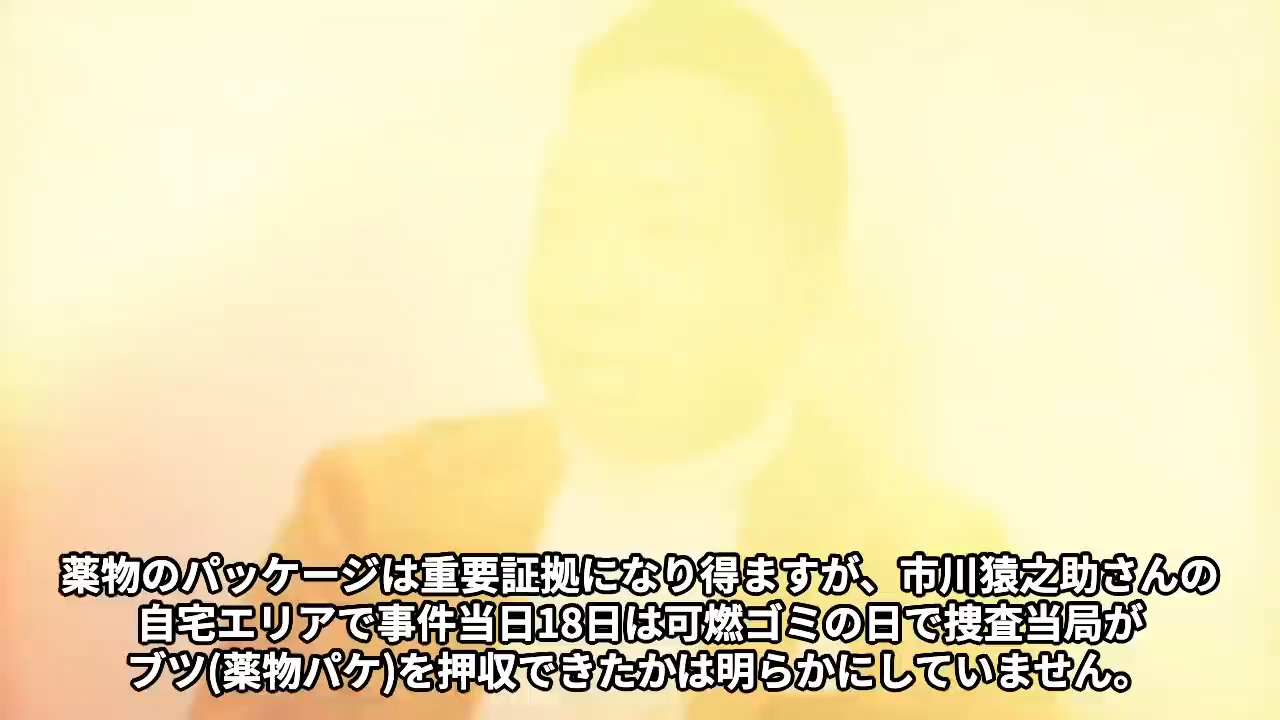 薬物のパッケージは重要証拠になり得ますが、市川猿之助さんの
自宅エリアで事件当日18日は可燃ゴミの日で捜査当局が
ブツ(薬物パケ)を押収できたかは明らかにしていません。